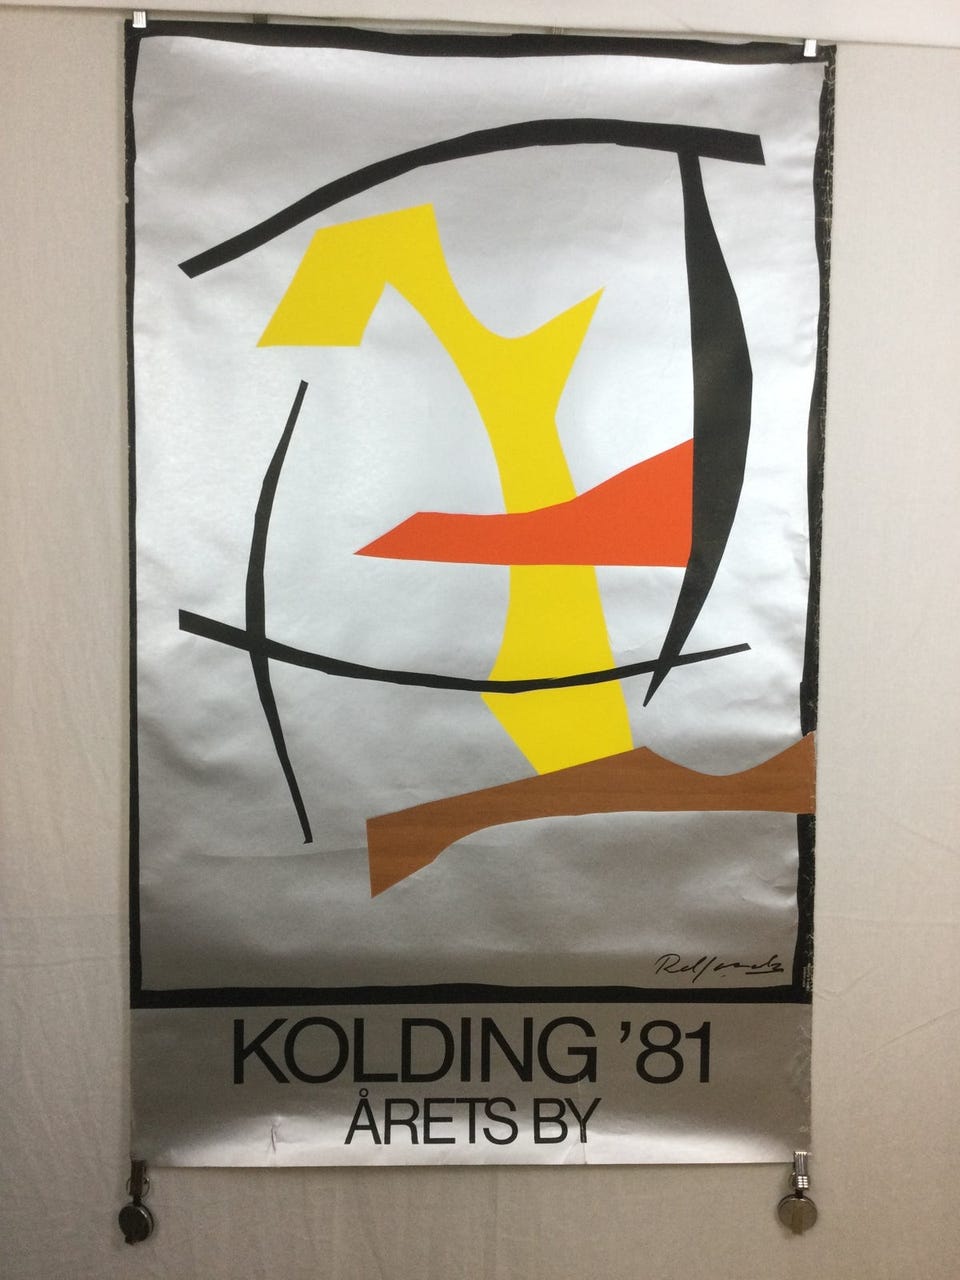 KOLDING ’81
ÅRETS BY